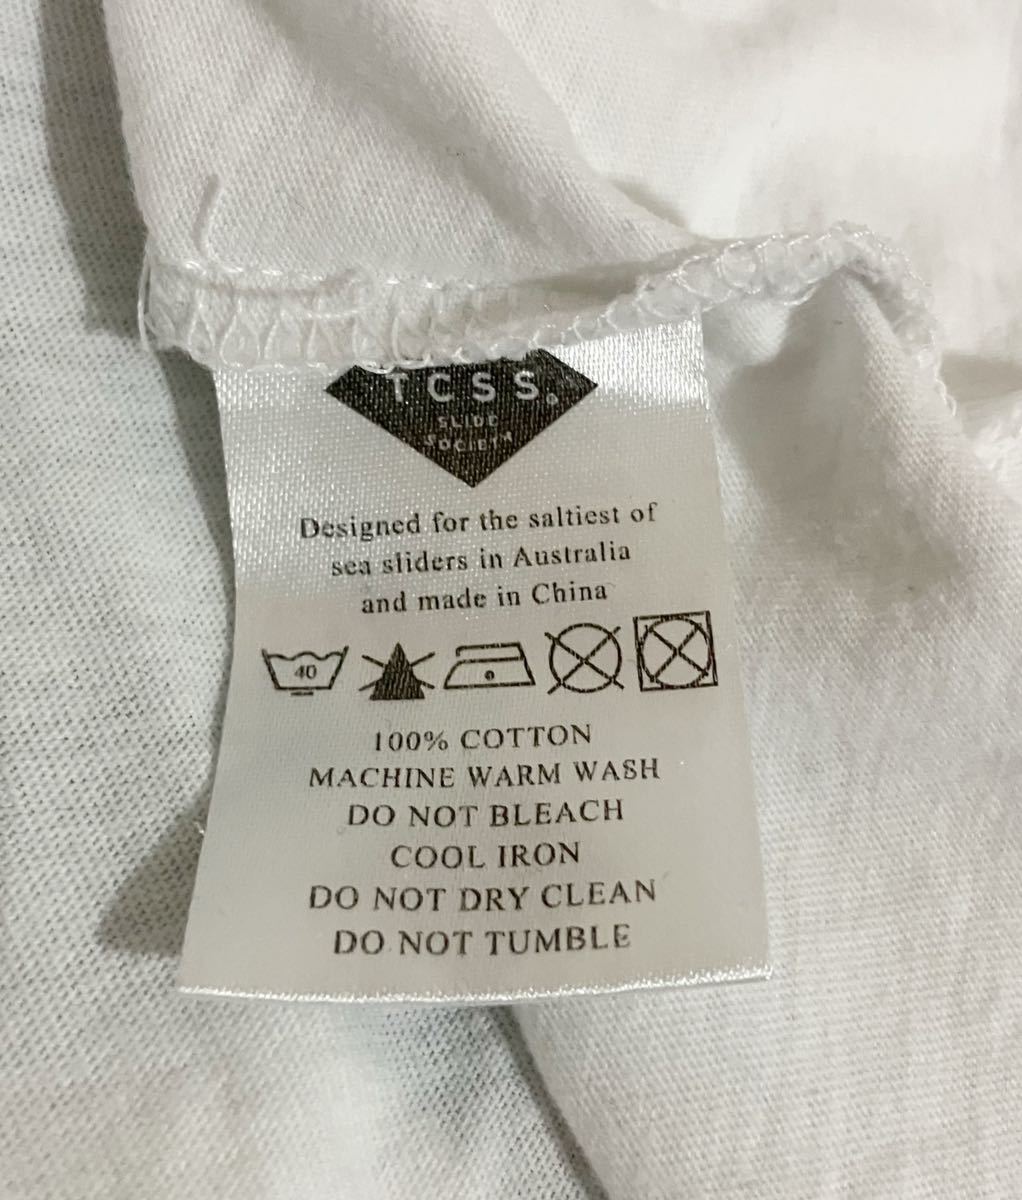 TCSS.
SLIDE
SOCIETY
Designed for the saltiest of
sea sliders in Australia
and made in China
40
100% COTTON
MACHINE WARM WASH
DO NOT BLEACH
COOL IRON
DO NOT DRY CLEAN
DO NOT TUMBLE